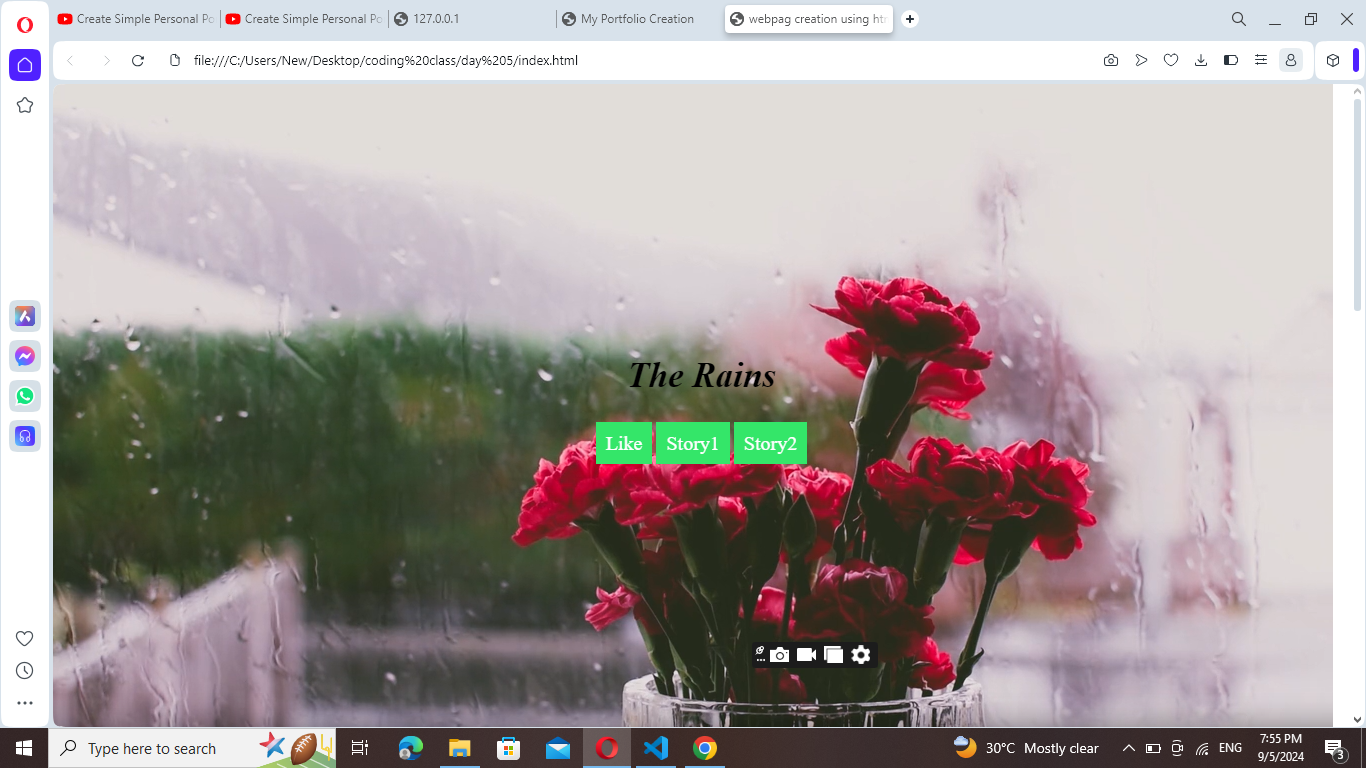 Create Simple Personal Po
Create Simple Personal Po
127.0.0.1
My Portfolio Creation
webpag creation using htm
file:///C:/Users/New/Desktop/coding%20class/day%205/index.html
The Rains
Like
Story1
Story2
Type here to search
30°C Mostly clear
ENG
7:55 PM
9/5/2024
3